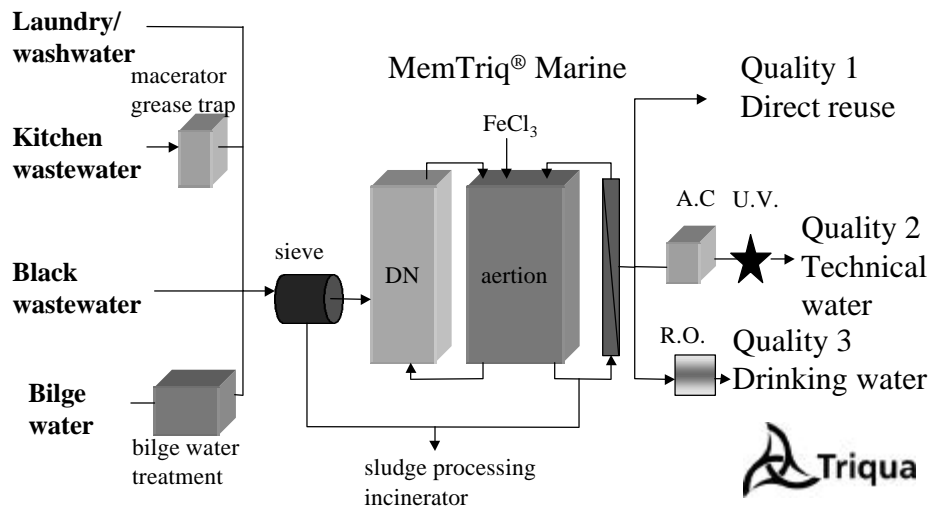 Laundry/
washwater
macerator
grease trap
Kitchen
wastewater
Black
wastewater
Bilge
water
bilge water
treatment
sieve
MemTriq® Marine
FeCl₃
DN
aertion
sludge processing
incinerator
Quality 1
Direct reuse
A.C
U.V.
Quality 2
Technical
water
R.O.
Quality 3
Drinking water
Triqua